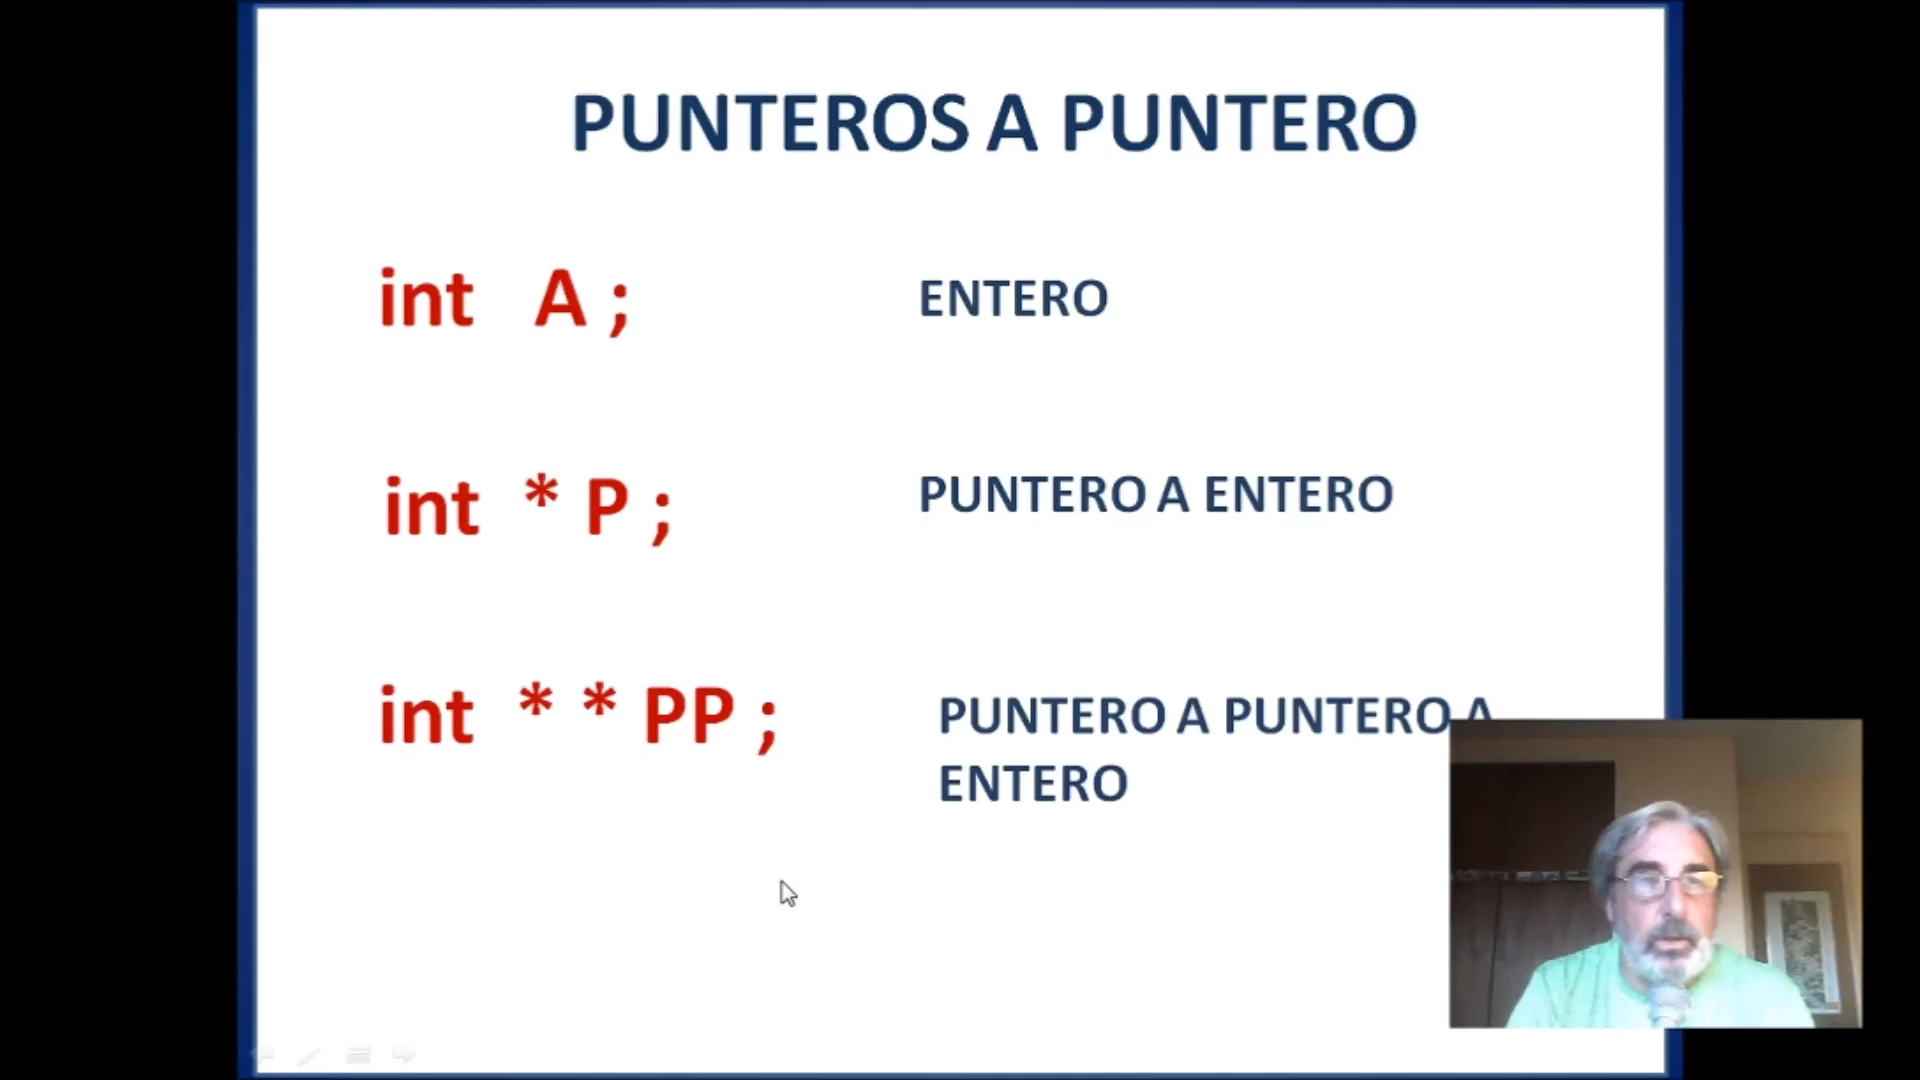 PUNTEROS A PUNTERO
int A ;
ENTERO
int * P ;
PUNTERO A ENTERO
int * * PP ;
PUNTERO A PUNTERO A
ENTERO